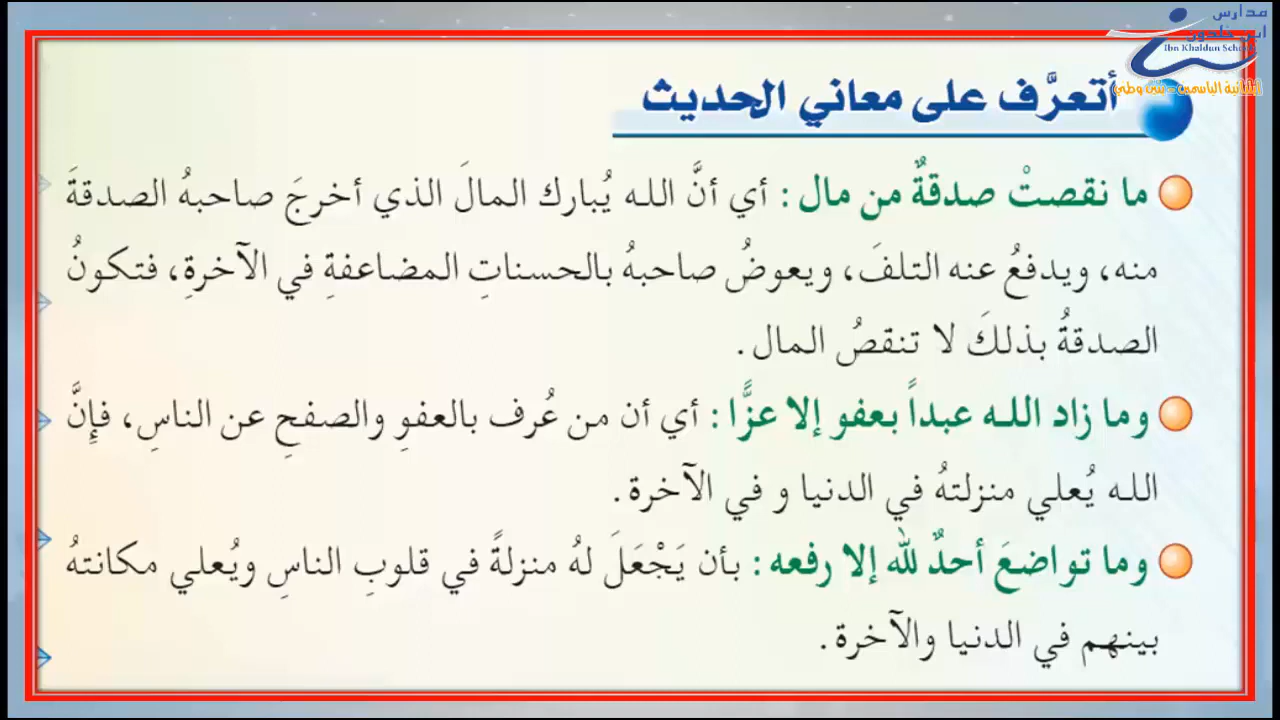 مدارس
ابن خلدون
Ibn Khaldun Schools
أتعرَّف على معاني الحديث
ما نقصتْ صدقةٌ من مال : أي أنَّ الله يُبارك المالَ الذي أخرجَ صاحبهُ الصدقةَ
منه، ويدفعُ عنه التلفَ، ويعوضُ صاحبهُ بالحسناتِ المضاعفةِ في الآخرةِ، فتكونُ
الصدقةُ بذلكَ لا تنقصُ المال .
وما زاد الله عبداً بعفو إلا عزًّا : أي أن من عُرف بالعفوِ والصفحِ عن الناسِ، فإِنَّ
الله يُعلي منزلتهُ في الدنيا و في الآخرة .
وما تواضعَ أحدٌ لله إلا رفعه : بأن يَجْعَلَ لهُ منزلةً في قلوبِ الناسِ ويُعلي مكانتهُ
بينهم في الدنيا والآخرة .